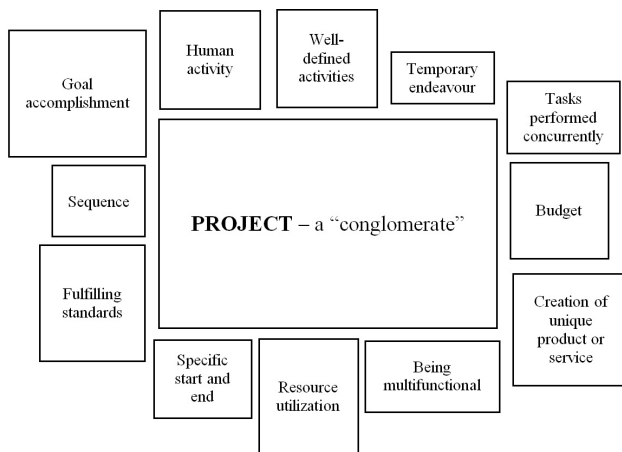 Goal
accomplishment
Human
activity
Well-
defined
activities
Temporary
endeavour
Tasks
performed
concurrently
Sequence
PROJECT – a “conglomerate”
Budget
Fulfilling
standards
Creation of
unique
product or
service
Specific
start and
end
Resource
utilization
Being
multifunctional